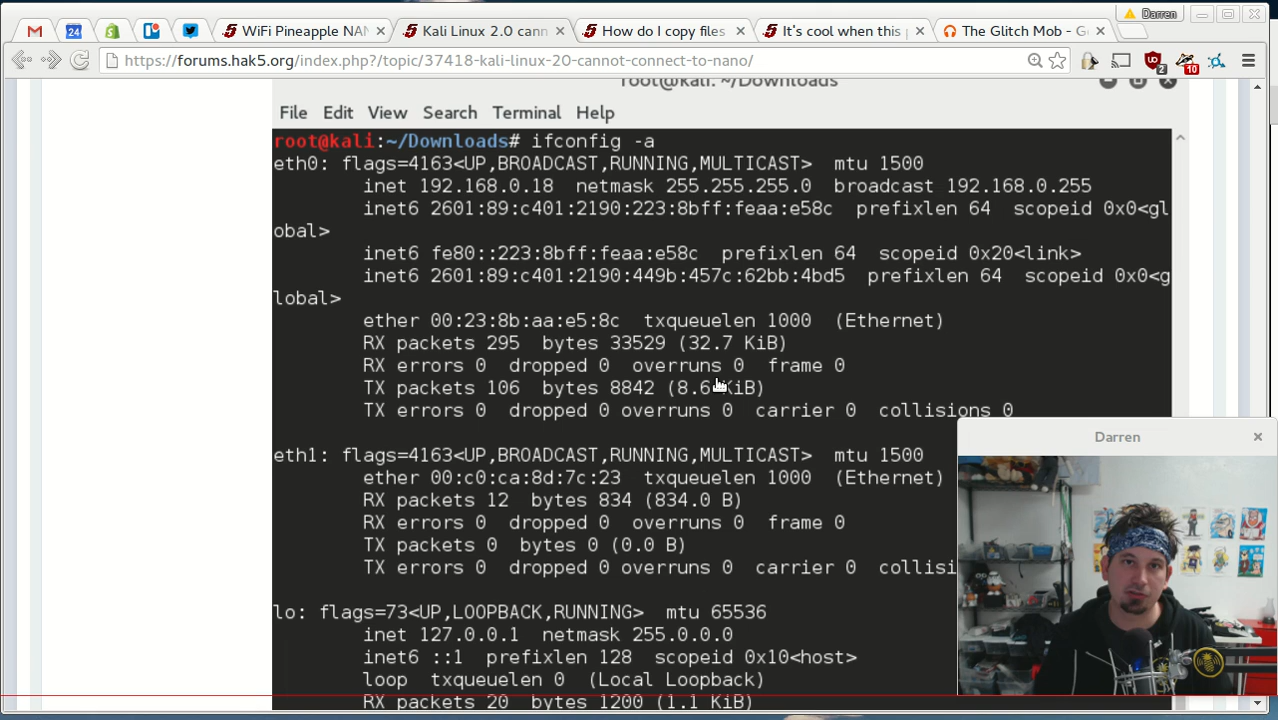 Darren
WiFi Pineapple NAN
Kali Linux 2.0 cann
How do I copy files
It's cool when this
The Glitch Mob - G
24
https://forums.hak5.org/index.php?/topic/37418-kali-linux-20-cannot-connect-to-nano/
2
10
root@kali: ~/Downloads
File Edit View Search Terminal Help
root@kali:~/Downloads# ifconfig -a
eth0: flags=4163<UP,BROADCAST,RUNNING,MULTICAST> mtu 1500
inet 192.168.0.18 netmask 255.255.255.0 broadcast 192.168.0.255
inet6 2601:89:c401:2190:223:8bff:feaa:e58c prefixlen 64 scopeid 0x0<gl
obal>
inet6 fe80::223:8bff:feaa:e58c prefixlen 64 scopeid 0x20<link>
inet6 2601:89:c401:2190:449b:457c:62bb:4bd5 prefixlen 64 scopeid 0x0<g
lobal>
ether 00:23:8b:aa:e5:8c txqueuelen 1000 (Ethernet)
RX packets 295 bytes 33529 (32.7 KiB)
RX errors 0 dropped 0 overruns 0 frame 0
TX packets 106 bytes 8842 (8.6 KiB)
TX errors 0 dropped 0 overruns 0 carrier 0 collisions 0
eth1: flags=4163<UP,BROADCAST,RUNNING,MULTICAST> mtu 1500
ether 00:c0:ca:8d:7c:23 txqueuelen 1000 (Ethernet)
RX packets 12 bytes 834 (834.0 B)
RX errors 0 dropped 0 overruns 0 frame 0
TX packets 0 bytes 0 (0.0 B)
TX errors 0 dropped 0 overruns 0 carrier 0 collisi
lo: flags=73<UP,LOOPBACK,RUNNING> mtu 65536
inet 127.0.0.1 netmask 255.0.0.0
inet6 ::1 prefixlen 128 scopeid 0x10<host>
loop txqueuelen 0 (Local Loopback)
RX packets 20 bytes 1200 (1.1 KiB)
Darren